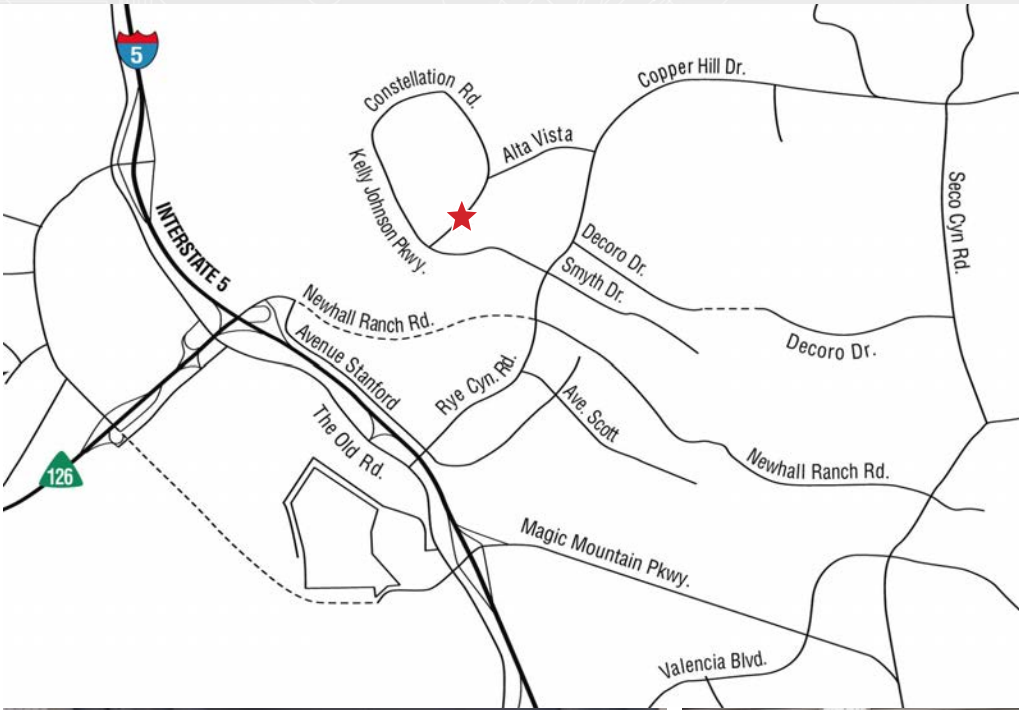 5
Constellation Rd.
Copper Hill Dr.
Alta Vista
Kelly Johnson Pkwy.
Seco Cyn Rd.
INTERSTATE 5
Decoro Dr.
Smyth Dr.
Newhall Ranch Rd.
Avenue Stanford
Decoro Dr.
Rye Cyn. Rd.
Ave. Scott
The Old Rd.
126
Newhall Ranch Rd.
Magic Mountain Pkwy.
Valencia Blvd.